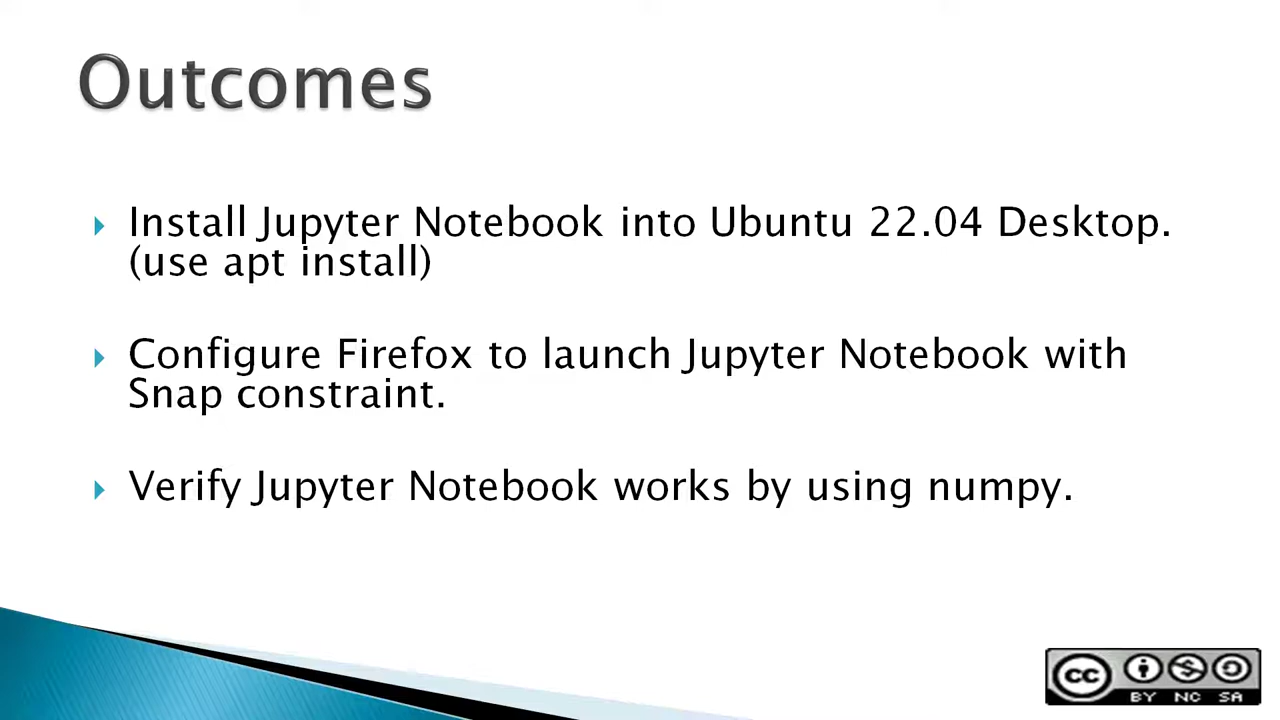 Outcomes
Install Jupyter Notebook into Ubuntu 22.04 Desktop.
(use apt install)
Configure Firefox to launch Jupyter Notebook with
Snap constraint.
Verify Jupyter Notebook works by using numpy.
cc
BY NC SA